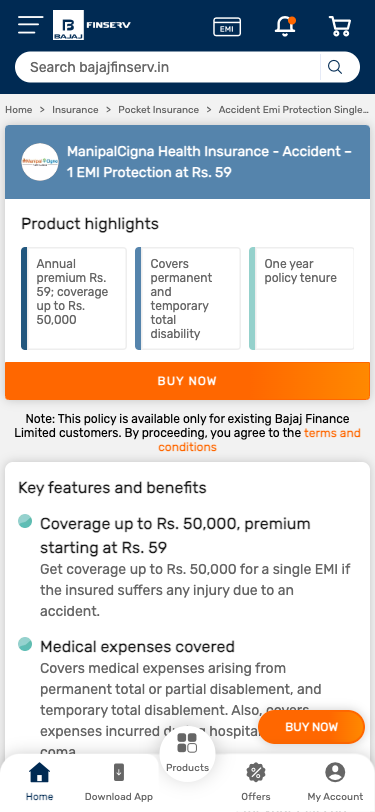 B
BAJAJ
FINSERV
EMI
Search bajajfinserv.in
Home > Insurance > Pocket Insurance > Accident Emi Protection Single...
ManipalCigna
ManipalCigna Health Insurance - Accident –
1 EMI Protection at Rs. 59
Product highlights
Annual
premium Rs.
59; coverage
up to Rs.
50,000
Covers
permanent
and
temporary
total
disability
One year
policy tenure
BUY NOW
Note: This policy is available only for existing Bajaj Finance
Limited customers. By proceeding, you agree to the terms and
conditions
Key features and benefits
Coverage up to Rs. 50,000, premium
starting at Rs. 59
Get coverage up to Rs. 50,000 for a single EMI if
the insured suffers any injury due to an
accident.
Medical expenses covered
Covers medical expenses arising from
permanent total or partial disablement, and
temporary total disablement. Also, covers
expenses incurred
coma
BUY NOW
Home
Download App
Products
Offers
My Account